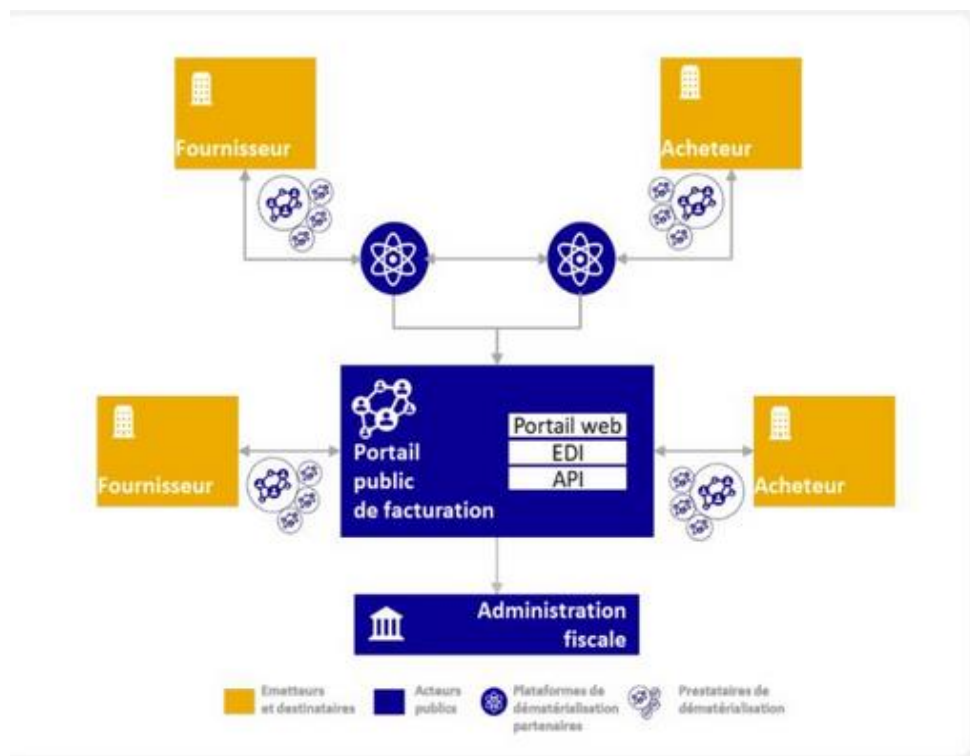 Fournisseur
Acheteur
Portail web
EDI
API
Portail
public
de facturation
Fournisseur
Acheteur
Administration
fiscale
Emetteurs
et destinataires
Acteurs
publics
Plateformes de
dématérialisation
partenaires
Prestataires de
dématérialisation